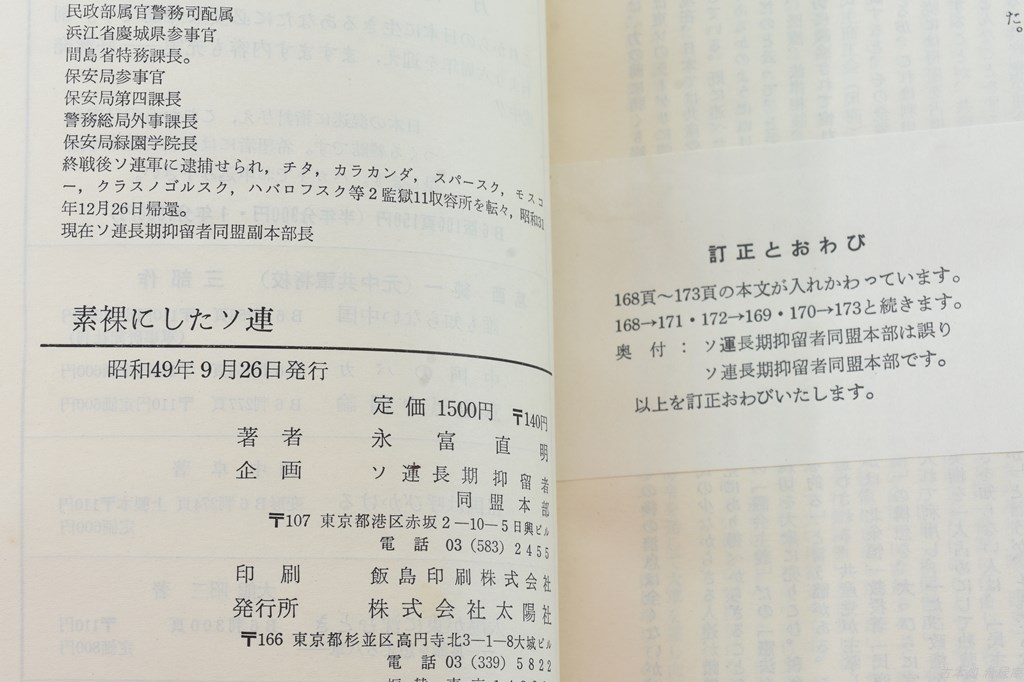 民政部属官警務司配属
浜江省慶城県参事官
間島省特務課長。
保安局参事官
保安局第四課長
警務総局外事課長
保安局緑園学院長
終戦後ソ連軍に逮捕せられ，チタ，カラカンダ，スパースク，モスコ
ー，クラスノゴルスク，ハバロフスク等2監獄11収容所を転々，昭和31
年12月26日帰還。
現在ソ連長期抑留者同盟副本部長
素裸にしたソ連
昭和49年9月26日発行
定価 1500円 〒140円
著者 永富直明
企画 ソ運長期抑留者
同盟本部
〒107 東京都港区赤坂2―10―5日興ビル
電話 03 (583) 2455
印刷 飯島印刷株式会社
発行所 株式会社太陽社
〒166 東京都杉並区高円寺北3―1―8大城ビル
電話 03 (339) 5822
た。
訂正とおわび
168頁～173頁の本文が入れかわっています。
168→171・172→169・170→173と続きます。
奥付：ソ運長期抑留者同盟本部は誤り
ソ連長期抑留者同盟本部です。
以上を訂正おわびいたします。